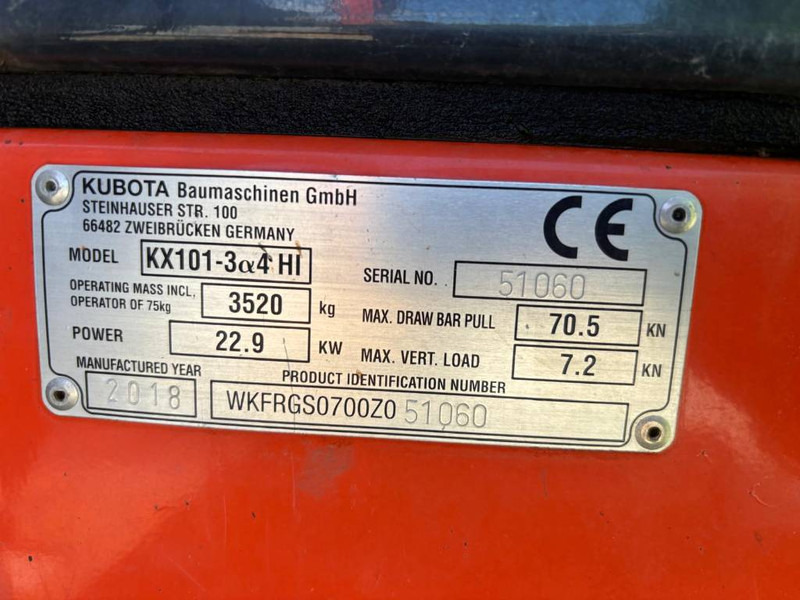 KUBOTA Baumaschinen GmbH
STEINHAUSER STR. 100
66482 ZWEIBRÜCKEN GERMANY
CE
MODEL KX101-3α4 HI
SERIAL NO. 51060
OPERATING MASS INCL,
OPERATOR OF 75kg 3520 kg
MAX. DRAW BAR PULL 70.5 KN
POWER 22.9 KW
MAX. VERT. LOAD 7.2 KN
MANUFACTURED YEAR
2018
PRODUCT IDENTIFICATION NUMBER
WKFRGS0700Z051060